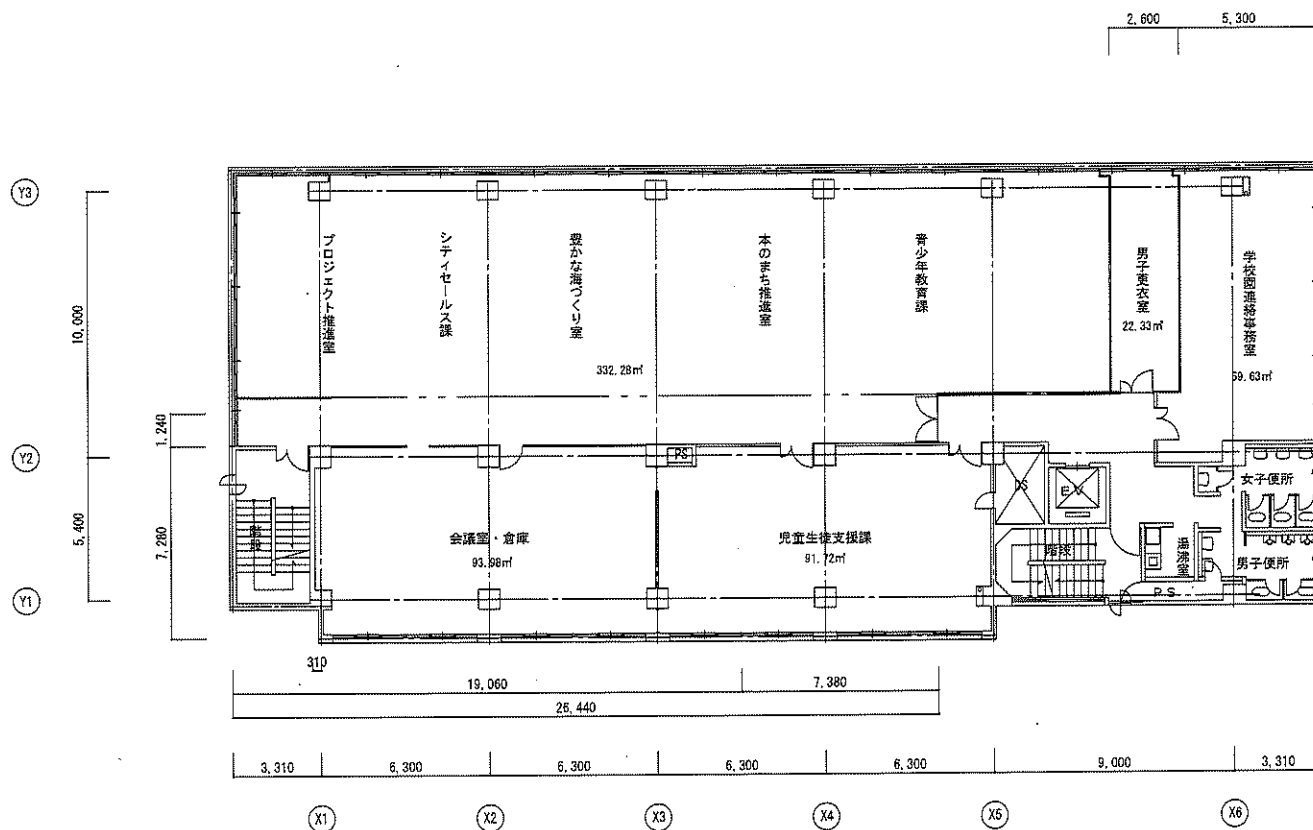 2,600
5,300
Y3
Y2
Y1
10,000
5,400
1,240
7,280
プロジェクト推進室
シティセールス課
豊かな海づくり室
本のまち推進室
青少年教育課
男子更衣室
22.33㎡
学校園連絡事務室
59.63㎡
332.28㎡
PS
DS
EV
女子便所
階段
会議室・倉庫
93.98㎡
児童生徒支援課
91.72㎡
階段
湯沸室
男子便所
PS
310
19,060
7,380
26,440
3,310
6,300
6,300
6,300
6,300
9,000
3,310
X1
X2
X3
X4
X5
X6